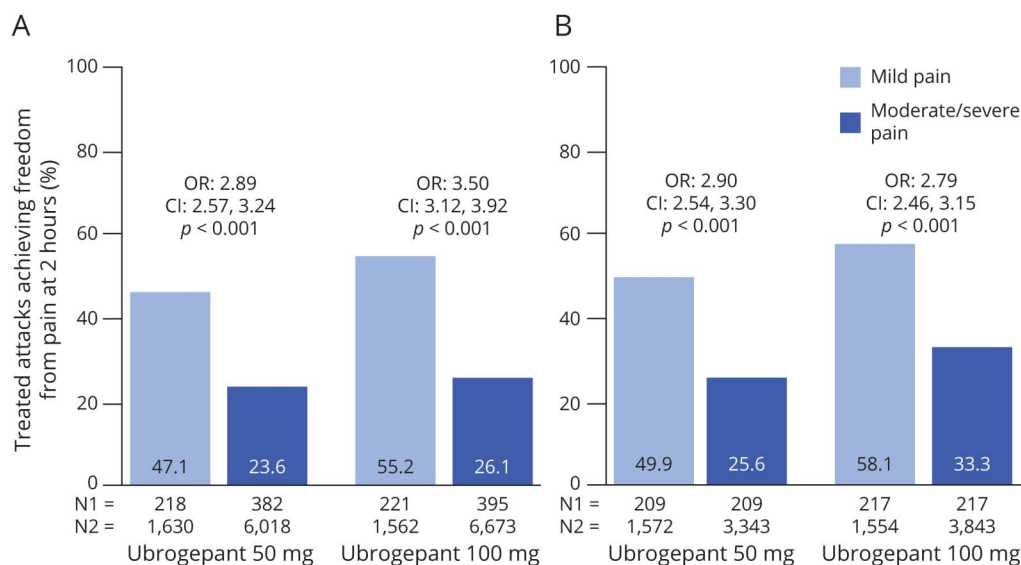 A
Treated attacks achieving freedom
from pain at 2 hours (%)
100
80
60
40
20
0
OR: 2.89
CI: 2.57, 3.24
p < 0.001
OR: 3.50
CI: 3.12, 3.92
p < 0.001
47.1
23.6
55.2
26.1
N1 = 218 382 221 395
N2 = 1,630 6,018 1,562 6,673
Ubrogepant 50 mg Ubrogepant 100 mg
B
Mild pain
Moderate/severe
pain
100
80
60
40
20
0
OR: 2.90
CI: 2.54, 3.30
p < 0.001
OR: 2.79
CI: 2.46, 3.15
p < 0.001
49.9
25.6
58.1
33.3
N1 = 209 209 217 217
N2 = 1,572 3,343 1,554 3,843
Ubrogepant 50 mg Ubrogepant 100 mg